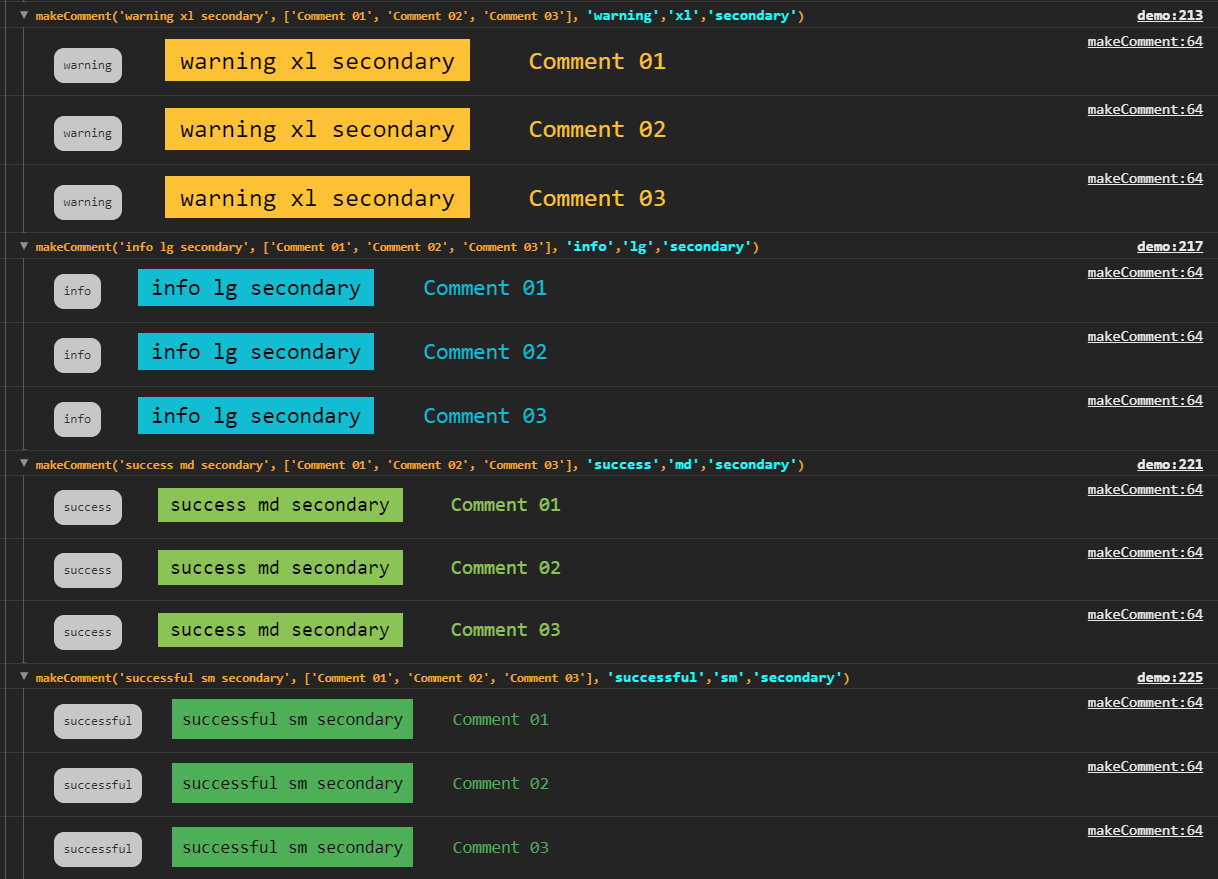 makeComment('warning xl secondary', ['Comment 01', 'Comment 02', 'Comment 03'], 'warning','xl','secondary') demo:213
makeComment:64
warning warning xl secondary Comment 01
makeComment:64
warning warning xl secondary Comment 02
makeComment:64
warning warning xl secondary Comment 03
makeComment('info lg secondary', ['Comment 01', 'Comment 02', 'Comment 03'], 'info','lg','secondary') demo:217
makeComment:64
info info lg secondary Comment 01
makeComment:64
info info lg secondary Comment 02
makeComment:64
info info lg secondary Comment 03
makeComment('success md secondary', ['Comment 01', 'Comment 02', 'Comment 03'], 'success','md','secondary') demo:221
makeComment:64
success success md secondary Comment 01
makeComment:64
success success md secondary Comment 02
makeComment:64
success success md secondary Comment 03
makeComment('successful sm secondary', ['Comment 01', 'Comment 02', 'Comment 03'], 'successful','sm','secondary') demo:225
makeComment:64
successful successful sm secondary Comment 01
makeComment:64
successful successful sm secondary Comment 02
makeComment:64
successful successful sm secondary Comment 03